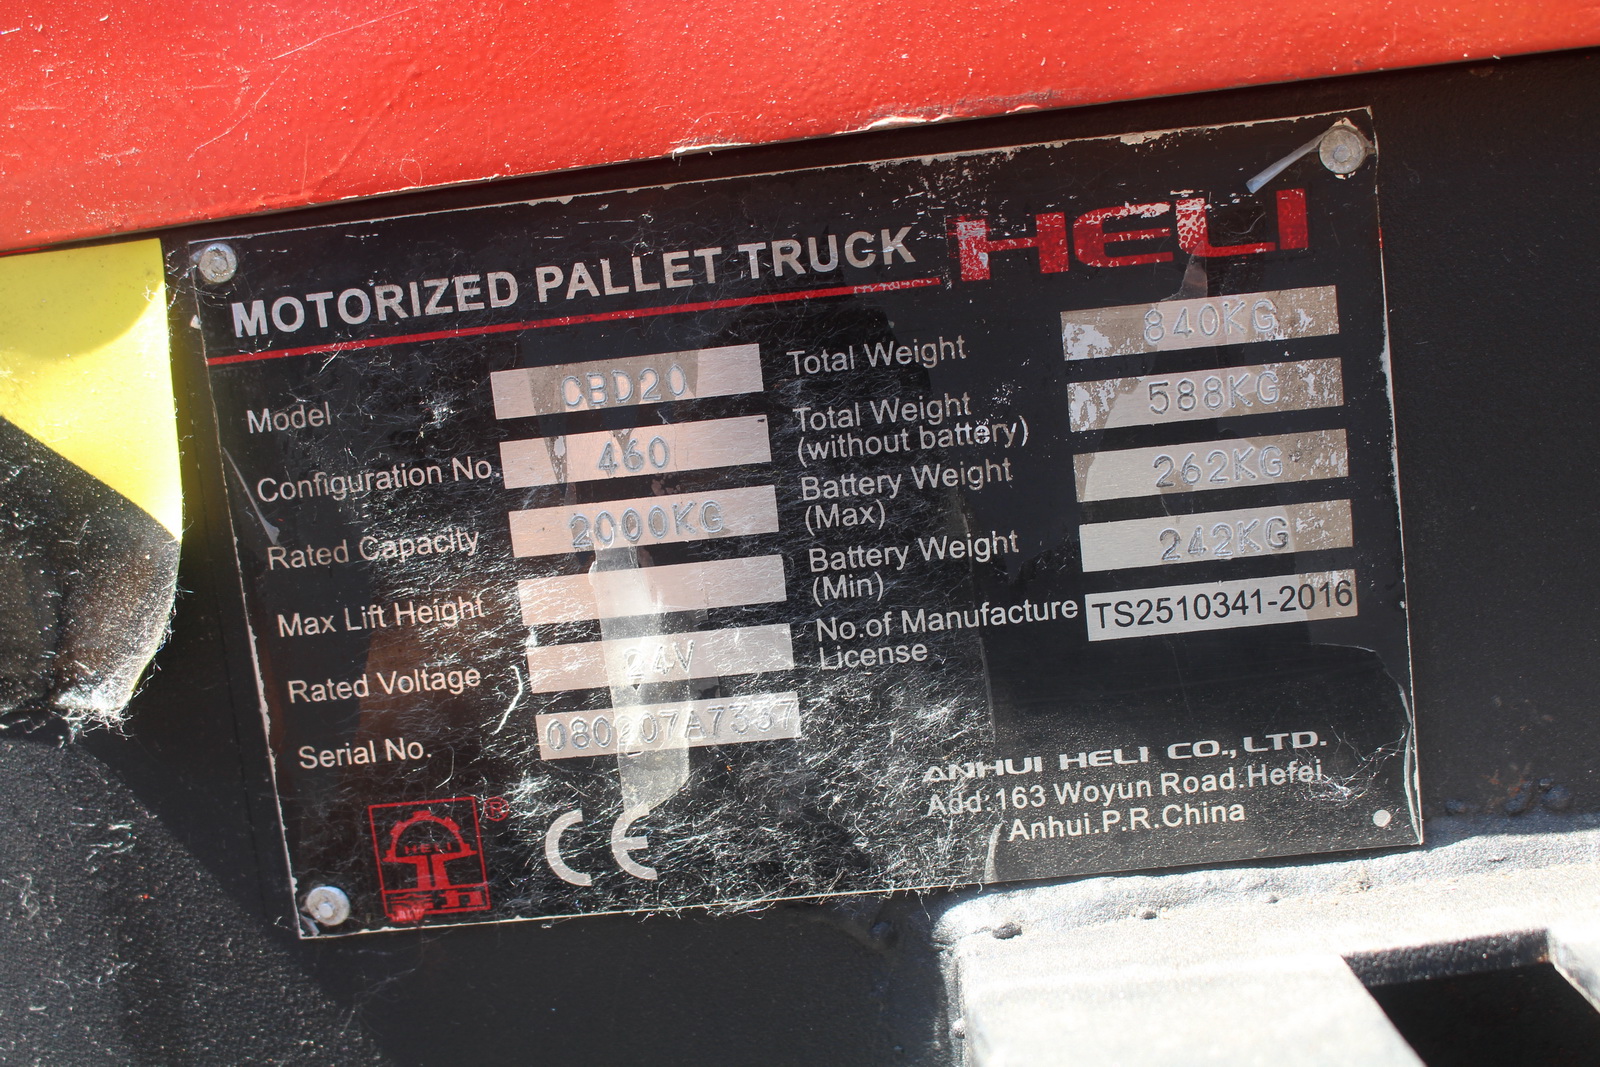 MOTORIZED PALLET TRUCK HELI
Model CBD20
Configuration No. 460
Rated Capacity 2000KG
Max Lift Height
Rated Voltage 24V
Serial No. 080207A7337
Total Weight 840KG
Total Weight
(without battery) 588KG
Battery Weight
(Max) 262KG
Battery Weight
(Min) 242KG
No.of Manufacture
License TS2510341-2016
HELI
®
CE
ANHUI HELI CO.,LTD.
Add:163 Woyun Road.Hefei
Anhui.P.R.China